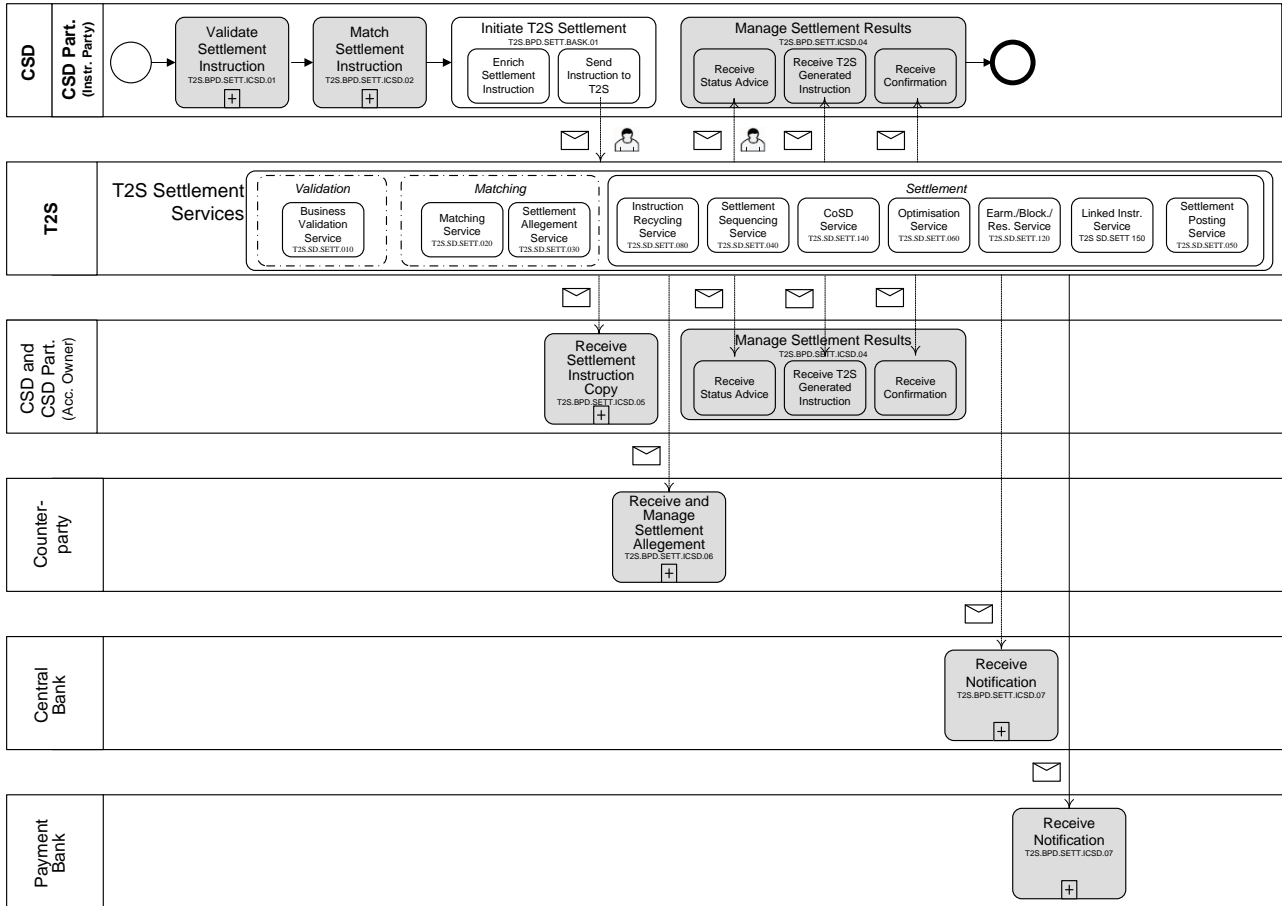 CSD
CSD Part.
(Instr. Party)
Validate
Settlement
Instruction
T2S.BPD.SETT.ICSD.01
+
Match
Settlement
Instruction
T2S.BPD.SETT.ICSD.02
+
Initiate T2S Settlement
T2S.BPD.SETT.BASK.01
Enrich
Settlement
Instruction
Send
Instruction to
T2S
Manage Settlement Results
T2S.BPD.SETT.ICSD.04
Receive
Status Advice
Receive T2S
Generated
Instruction
Receive
Confirmation
T2S
T2S Settlement
Services
Validation
Business
Validation
Service
T2S.SD.SETT.010
Matching
Matching
Service
T2S.SD.SETT.020
Settlement
Allegement
Service
T2S.SD.SETT.030
Settlement
Instruction
Recycling
Service
T2S.SD.SETT.080
Settlement
Sequencing
Service
T2S.SD.SETT.040
CoSD
Service
T2S.SD.SETT.140
Optimisation
Service
T2S.SD.SETT.060
Earm./Block./
Res. Service
T2S.SD.SETT.120
Linked Instr.
Service
T2S SD.SETT 150
Settlement
Posting
Service
T2S.SD.SETT.050
CSD and
CSD Part.
(Acc. Owner)
Receive
Settlement
Instruction
Copy
T2S.BPD.SETT.ICSD.05
+
Manage Settlement Results
T2S.BPD.SETT.ICSD.04
Receive
Status Advice
Receive T2S
Generated
Instruction
Receive
Confirmation
Counter-
party
Receive and
Manage
Settlement
Allegement
T2S.BPD.SETT.ICSD.06
+
Central
Bank
Receive
Notification
T2S.BPD.SETT.ICSD.07
+
Payment
Bank
Receive
Notification
T2S.BPD.SETT.ICSD.07
+